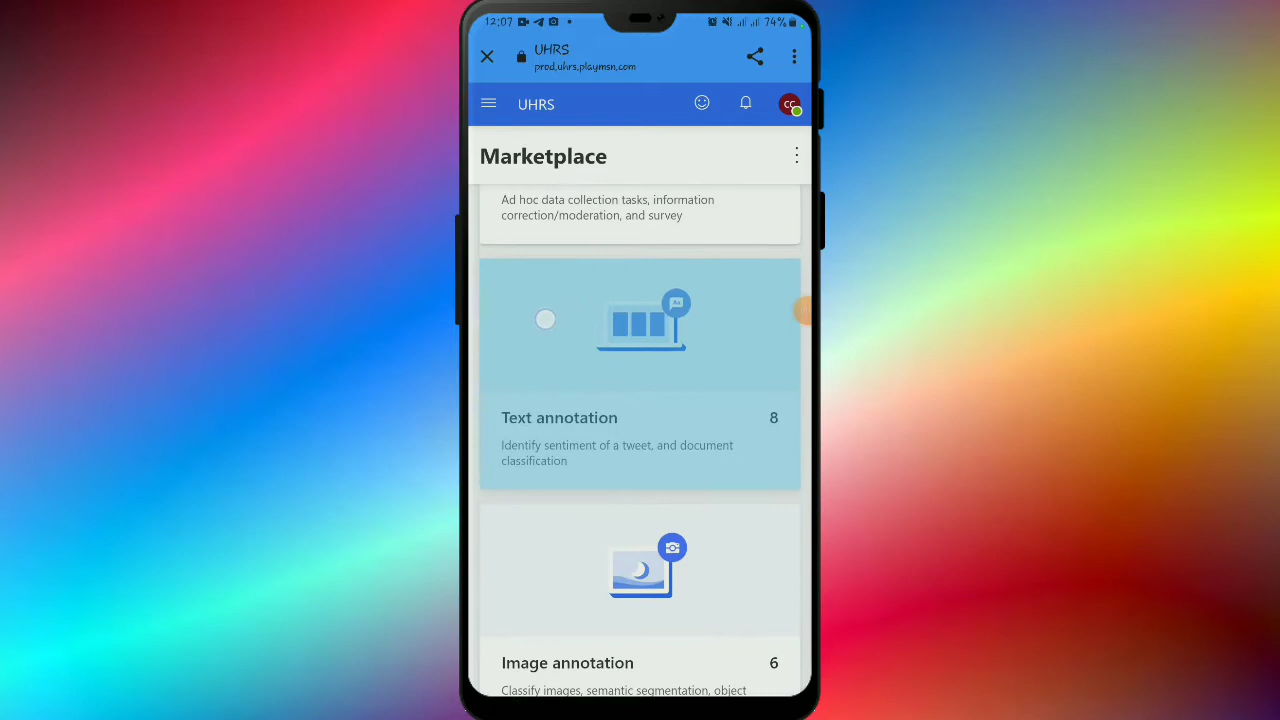 12:07
74%
UHRS
prod.uhrs.playmsn.com
UHRS
CC
Marketplace
Ad hoc data collection tasks, information
correction/moderation, and survey
Aa
Text annotation 8
Identify sentiment of a tweet, and document
classification
Image annotation 6
Classify images, semantic segmentation, object